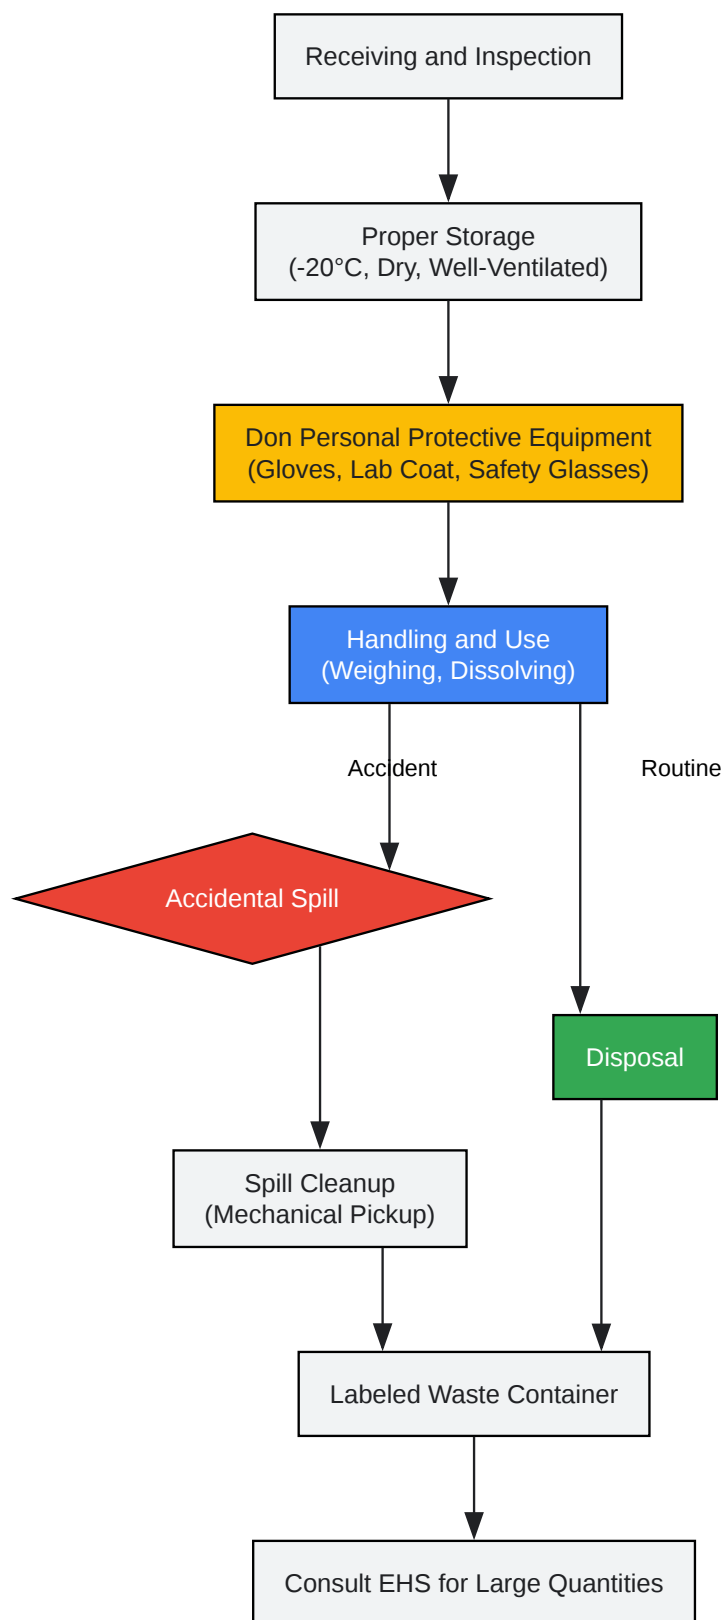 Receiving and Inspection
Proper Storage
(-20°C, Dry, Well-Ventilated)
Don Personal Protective Equipment
(Gloves, Lab Coat, Safety Glasses)
Handling and Use
(Weighing, Dissolving)
Accident
Routine
Accidental Spill
Disposal
Spill Cleanup
(Mechanical Pickup)
Labeled Waste Container
Consult EHS for Large Quantities